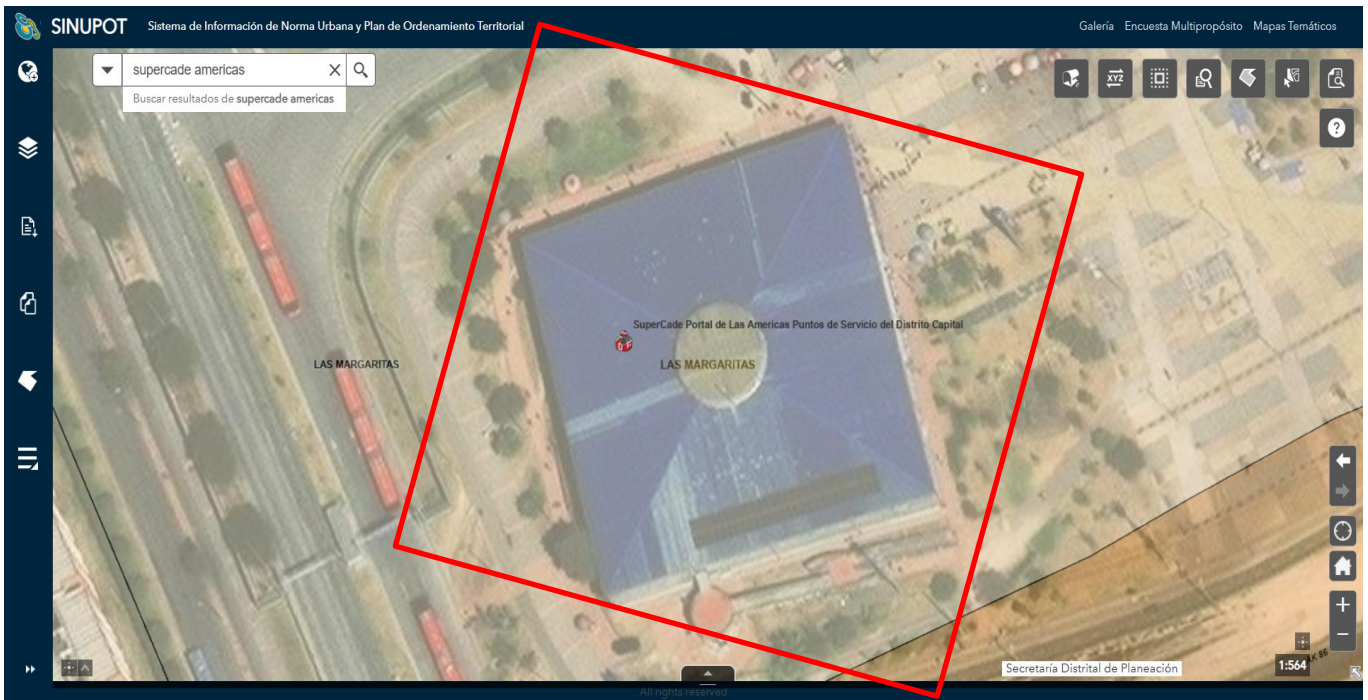 SINUPOT Sistema de Información de Norma Urbana y Plan de Ordenamiento Territorial
Galería Encuesta Multipropósito Mapas Temáticos
supercade americas
Buscar resultados de supercade americas
XYZ
?
SuperCade Portal de Las Americas Puntos de Servicio del Distrito Capital
LAS MARGARITAS
LAS MARGARITAS
Secretaría Distrital de Planeación
1:564
AK 86
All rights reserved